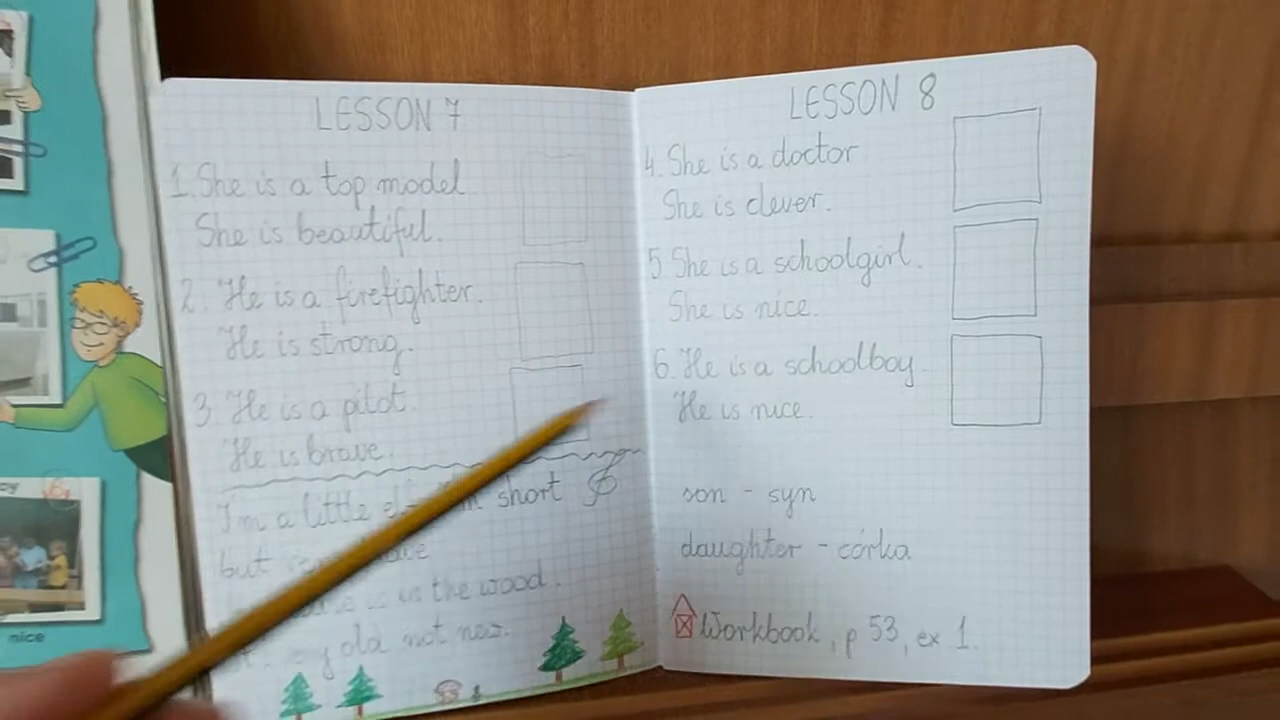 LESSON 7
1. She is a top model
She is beautiful.
2. He is a firefighter.
He is strong.
3. He is a pilot.
He is brave.
I'm a little short
but
in the wood.
old not new.
LESSON 8
4. She is a doctor
She is clever.
5 She is a schoolgirl.
She is nice.
6. He is a schoolboy.
He is nice.
son - syn
daughter - córka
Workbook, p 53, ex 1.
nice